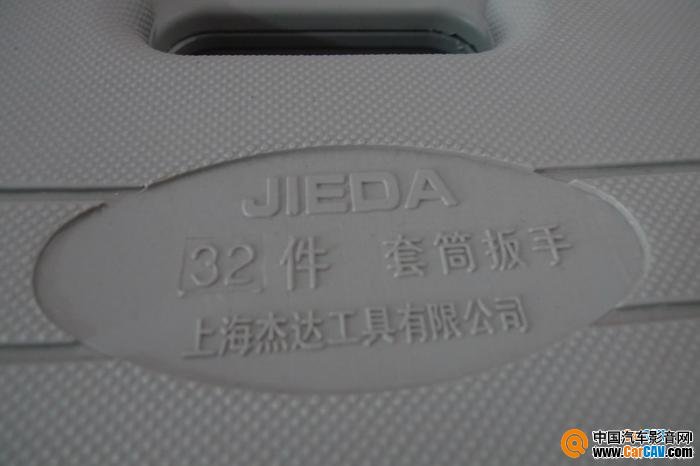 JIEDA
32件 套筒扳手
上海杰达工具有限公司
中国汽车影音网
www.CarCAV.com